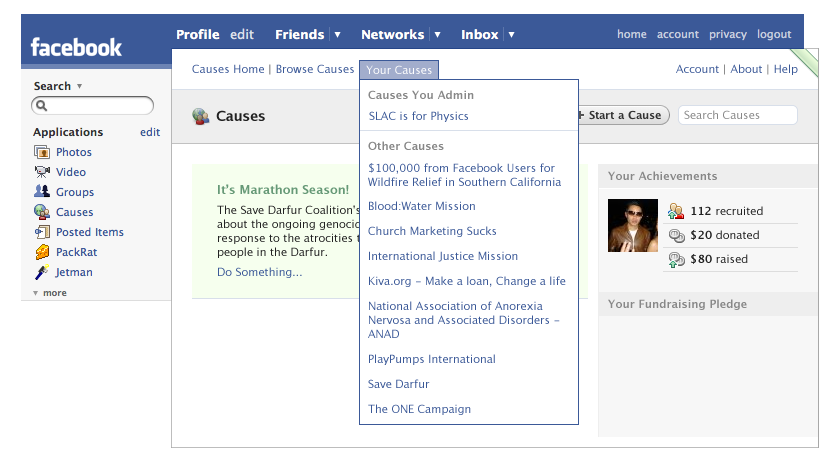 facebook
Profile edit Friends Networks Inbox home account privacy logout
Search
Applications edit
Photos
Video
Groups
Causes
Posted Items
PackRat
Jetman
more
Causes Home | Browse Causes Your Causes Account | About | Help
Causes
Start a Cause Search Causes
Causes You Admin
SLAC is for Physics
Other Causes
$100,000 from Facebook Users for
Wildfire Relief in Southern California
Blood:Water Mission
Church Marketing Sucks
International Justice Mission
Kiva.org – Make a loan, Change a life
National Association of Anorexia
Nervosa and Associated Disorders –
ANAD
PlayPumps International
Save Darfur
The ONE Campaign
It's Marathon Season!
The Save Darfur Coalition's
about the ongoing genocid
response to the atrocities t
people in the Darfur.
Do Something...
Your Achievements
112 recruited
$20 donated
$80 raised
Your Fundraising Pledge